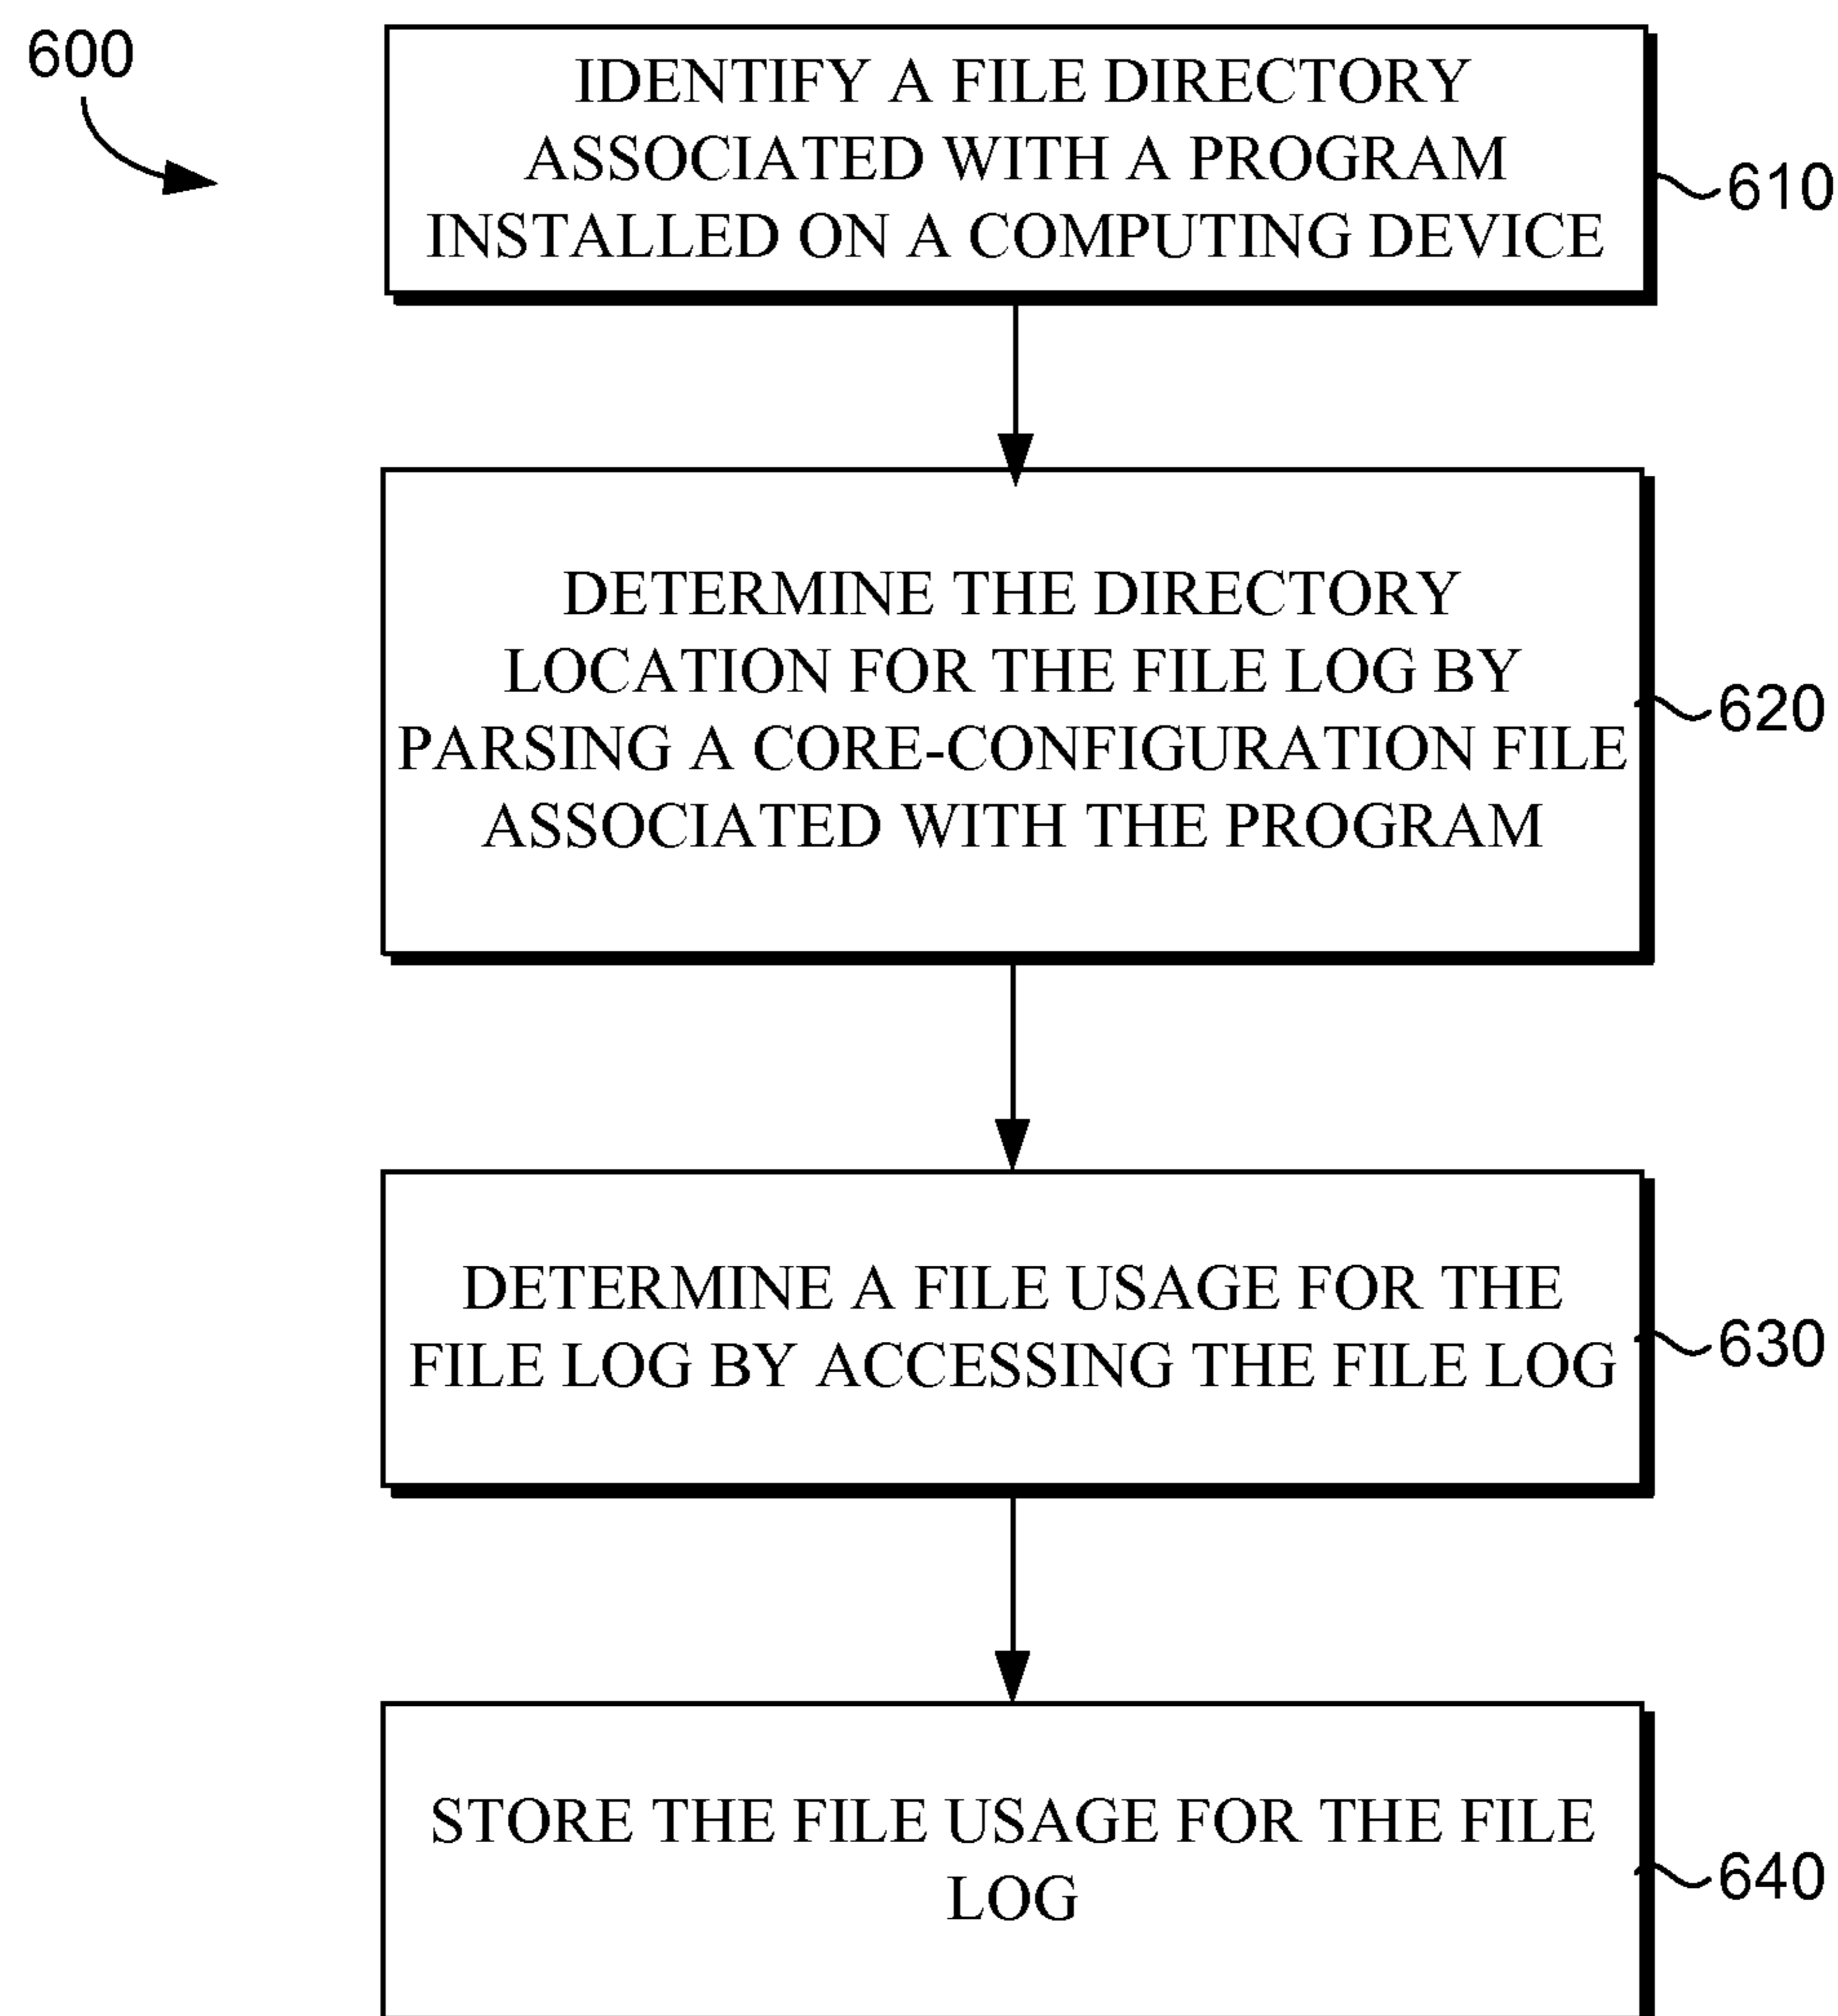 600
IDENTIFY A FILE DIRECTORY
ASSOCIATED WITH A PROGRAM
INSTALLED ON A COMPUTING DEVICE
610
DETERMINE THE DIRECTORY
LOCATION FOR THE FILE LOG BY
PARSING A CORE-CONFIGURATION FILE
ASSOCIATED WITH THE PROGRAM
620
DETERMINE A FILE USAGE FOR THE
FILE LOG BY ACCESSING THE FILE LOG
630
STORE THE FILE USAGE FOR THE FILE
LOG
640